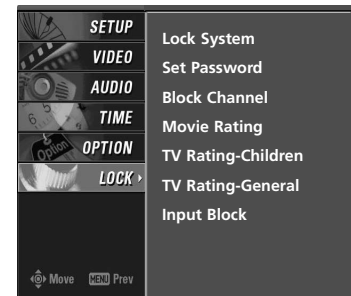 SETUP
VIDEO
AUDIO
TIME
OPTION
LOCK
Move MENU Prev
Lock System
Set Password
Block Channel
Movie Rating
TV Rating-Children
TV Rating-General
Input Block